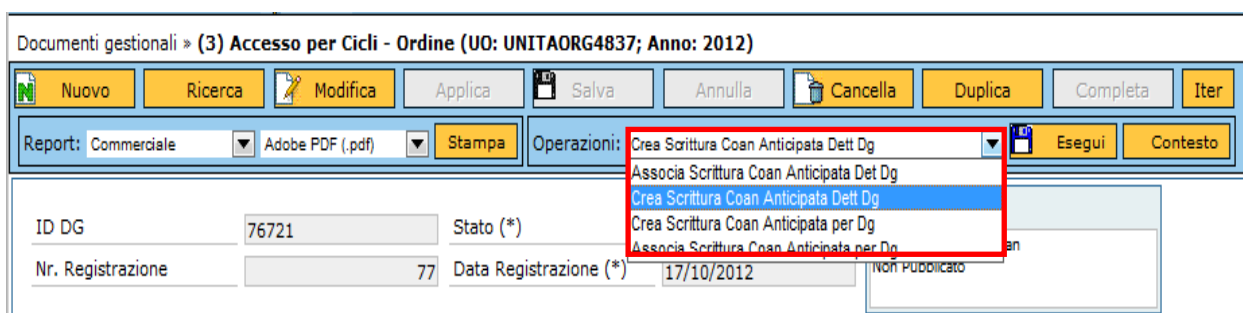 Documenti gestionali » (3) Accesso per Cicli - Ordine (UO: UNITAORG4837; Anno: 2012)
Nuovo Ricerca Modifica Applica Salva Annulla Cancella Duplica Completa Iter
Report: Commerciale Adobe PDF (.pdf) Stampa Operazioni: Crea Scrittura Coan Anticipata Dett Dg Esegui Contesto
Associa Scrittura Coan Anticipata Det Dg
Crea Scrittura Coan Anticipata Dett Dg
Crea Scrittura Coan Anticipata per Dg
Associa Scrittura Coan Anticipata per Dg
ID DG 76721 Stato (*)
Nr. Registrazione 77 Data Registrazione (*) 17/10/2012 Non Pubblicato